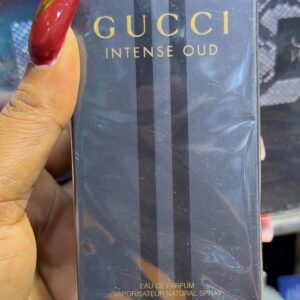 GUCCI
INTENSE OUD
EAU DE PARFUM
VAPORISATEUR NATURAL SPRAY